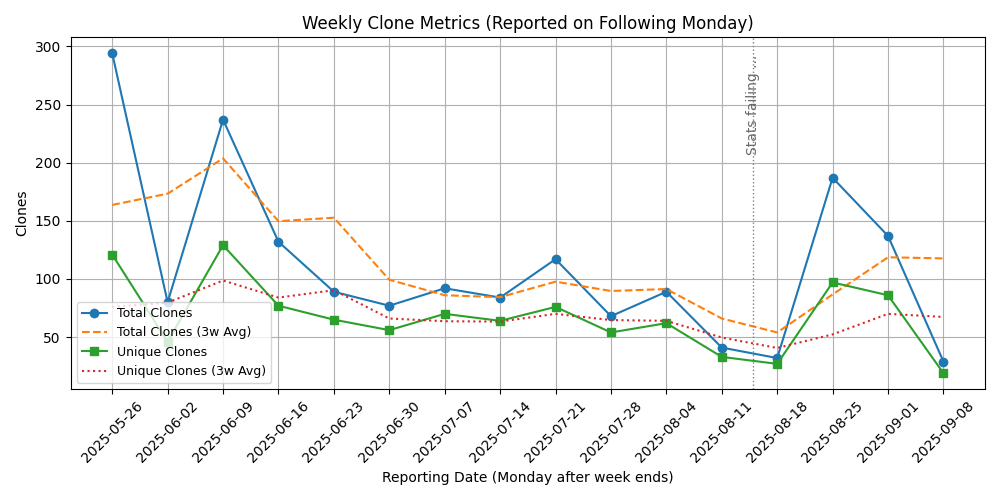 Weekly Clone Metrics (Reported on Following Monday)
300
250
200
150
100
50
Clones
Stats failing ...
Total Clones
Total Clones (3w Avg)
Unique Clones
Unique Clones (3w Avg)
2025-05-26
2025-06-02
2025-06-09
2025-06-16
2025-06-23
2025-06-30
2025-07-07
2025-07-14
2025-07-21
2025-07-28
2025-08-04
2025-08-11
2025-08-18
2025-08-25
2025-09-01
2025-09-08
Reporting Date (Monday after week ends)